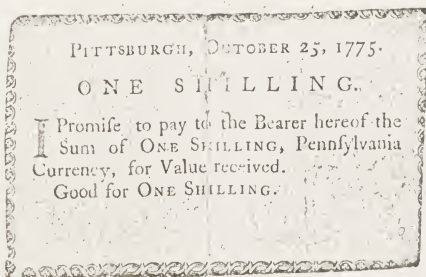 PITTSBURGH, OCTOBER 25, 1775.
ONE SHILLING.
I Promiſe to pay to the Bearer hereof the
Sum of ONE SHILLING, Pennſylvania
Currency, for Value received.
Good for ONE SHILLING.